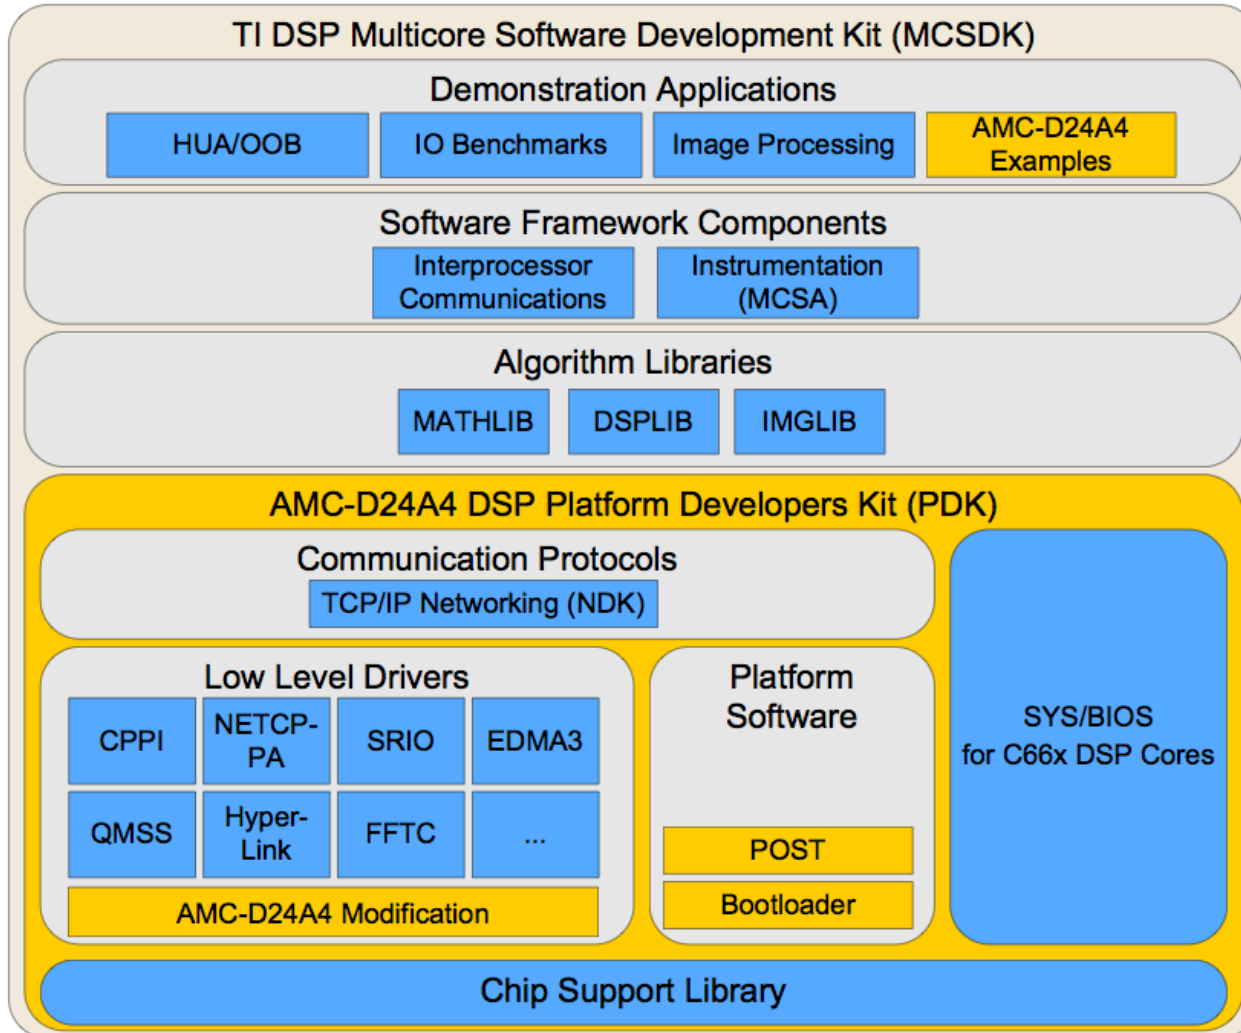 TI DSP Multicore Software Development Kit (MCSDK)
Demonstration Applications
HUA/OOB
IO Benchmarks
Image Processing
AMC-D24A4
Examples
Software Framework Components
Interprocessor
Communications
Instrumentation
(MCSA)
Algorithm Libraries
MATHLIB
DSPLIB
IMGLIB
AMC-D24A4 DSP Platform Developers Kit (PDK)
Communication Protocols
TCP/IP Networking (NDK)
Low Level Drivers
CPPI
NETCP-
PA
SRIO
EDMA3
QMSS
Hyper-
Link
FFTC
...
AMC-D24A4 Modification
Platform
Software
POST
Bootloader
SYS/BIOS
for C66x DSP Cores
Chip Support Library